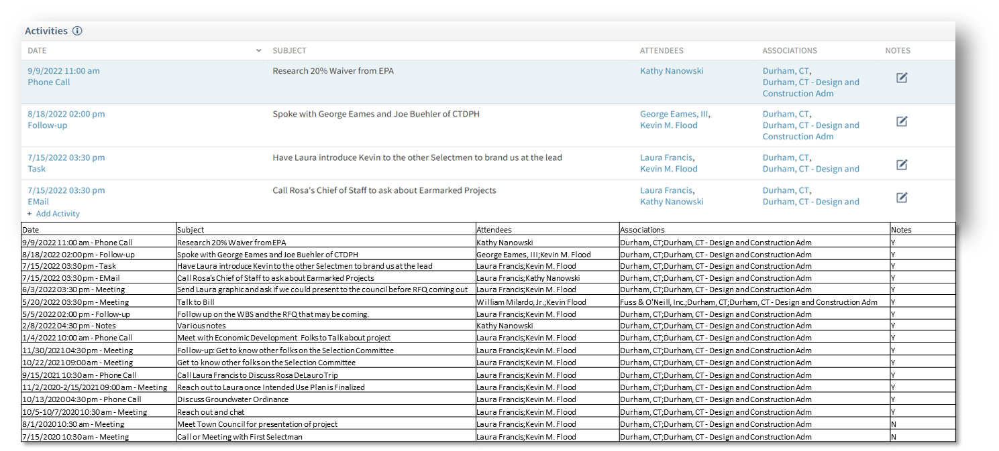 Activities
DATE SUBJECT ATTENDEES ASSOCIATIONS NOTES
9/9/2022 11:00 am Research 20% Waiver from EPA Kathy Nanowski Durham, CT,
Phone Call Durham, CT - Design and
Construction Adm
8/18/2022 02:00 pm Spoke with George Eames and Joe Buehler of CTDPH George Eames, III, Durham, CT,
Follow-up Kevin M. Flood Durham, CT - Design and
Construction Adm
7/15/2022 03:30 pm Have Laura introduce Kevin to the other Selectmen to brand us at the lead Laura Francis, Durham, CT,
Task Kevin M. Flood Durham, CT - Design and
7/15/2022 03:30 pm Call Rosa's Chief of Staff to ask about Earmarked Projects Laura Francis, Durham, CT,
EMail Kathy Nanowski Durham, CT - Design and
+ Add Activity
Date Subject Attendees Associations Notes
9/9/2022 11:00 am - Phone Call Research 20% Waiver from EPA Kathy Nanowski Durham, CT;Durham, CT - Design and Construction Adm Y
8/18/2022 02:00 pm - Follow-up Spoke with George Eames and Joe Buehler of CTDPH George Eames, III;Kevin M. Flood Durham, CT;Durham, CT - Design and Construction Adm Y
7/15/2022 03:30 pm - Task Have Laura introduce Kevin to the other Selectmen to brand us at the lead Laura Francis;Kevin M. Flood Durham, CT;Durham, CT - Design and Construction Adm Y
7/15/2022 03:30 pm - EMail Call Rosa's Chief of Staff to ask about Earmarked Projects Laura Francis;Kathy Nanowski Durham, CT;Durham, CT - Design and Construction Adm Y
6/3/2022 03:30 pm - Meeting Send Laura graphic and ask if we could present to the council before RFQ coming out Laura Francis;Kevin M. Flood Durham, CT;Durham, CT - Design and Construction Adm Y
5/20/2022 03:30 pm - Meeting Talk to Bill William Milardo, Jr.;Kevin Flood Fuss & O'Neill, Inc.;Durham, CT;Durham, CT - Design and Construction Adm Y
5/5/2022 02:00 pm - Follow-up Follow up on the WBS and the RFQ that may be coming. Laura Francis;Kevin M. Flood Durham, CT;Durham, CT - Design and Construction Adm Y
2/8/2022 04:30 pm - Notes Various notes Kathy Nanowski Durham, CT;Durham, CT - Design and Construction Adm Y
1/4/2022 10:00 am - Phone Call Meet with Economic Development Folks to Talk about project Laura Francis;Kevin M. Flood Durham, CT;Durham, CT - Design and Construction Adm Y
11/30/2021 04:30 pm - Meeting Follow-up: Get to know other folks on the Selection Committee Laura Francis;Kevin M. Flood Durham, CT;Durham, CT - Design and Construction Adm Y
10/22/2021 09:00 am - Meeting Get to know other folks on the Selection Committee Laura Francis;Kevin M. Flood Durham, CT;Durham, CT - Design and Construction Adm Y
9/15/2021 10:30 am - Phone Call Call Laura Francis to Discuss Rosa DeLauro Trip Laura Francis;Kevin M. Flood Durham, CT;Durham, CT - Design and Construction Adm Y
11/2/2020-2/15/2021 09:00 am - Meeting Reach out to Laura once Intended Use Plan is Finalized Laura Francis;Kevin M. Flood Durham, CT;Durham, CT - Design and Construction Adm Y
10/13/2020 04:30 pm - Phone Call Discuss Groundwater Ordinance Laura Francis;Kevin M. Flood Durham, CT;Durham, CT - Design and Construction Adm Y
10/5-10/7/2020 10:30 am - Meeting Reach out and chat Laura Francis;Kevin M. Flood Durham, CT;Durham, CT - Design and Construction Adm Y
8/1/2020 10:30 am - Meeting Meet Town Council for presentation of project Laura Francis;Kevin M. Flood Durham, CT;Durham, CT - Design and Construction Adm N
7/15/2020 10:30 am - Meeting Call or Meeting with First Selectman Laura Francis;Kevin M. Flood Durham, CT;Durham, CT - Design and Construction Adm N